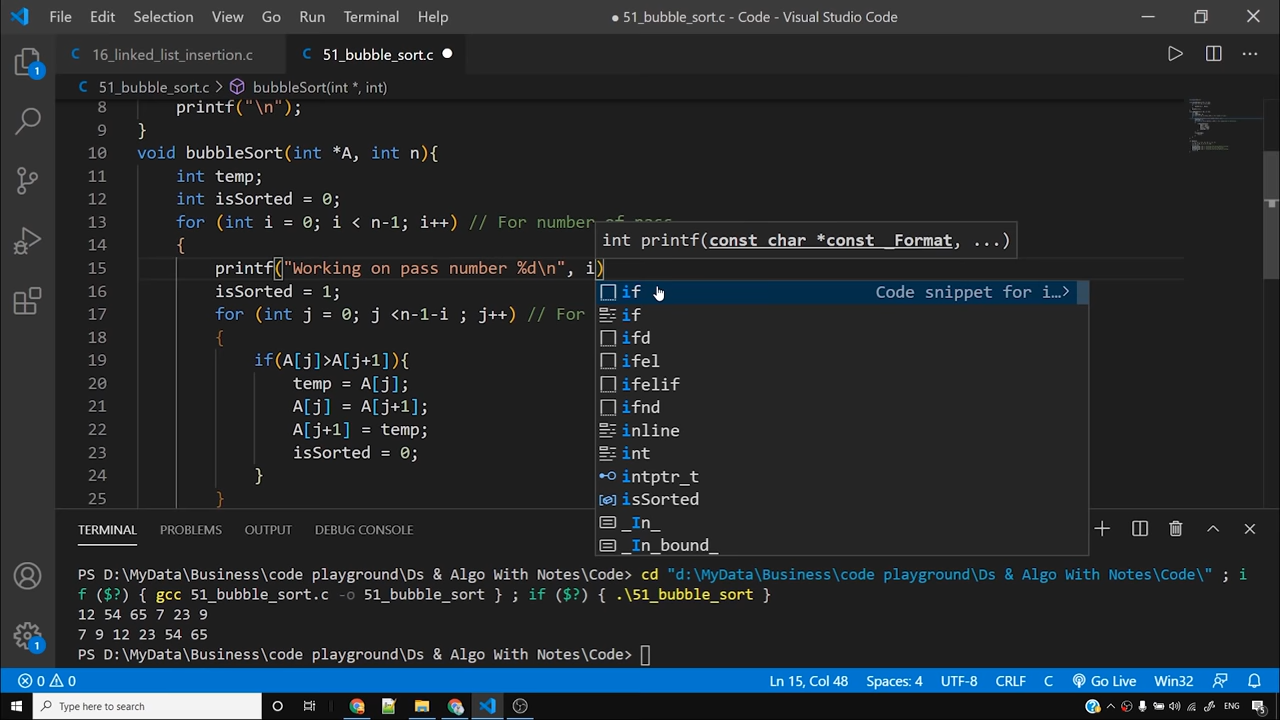 File Edit Selection View Go Run Terminal Help ● 51_bubble_sort.c - Code - Visual Studio Code
C 16_linked_list_insertion.c C 51_bubble_sort.c ●
C 51_bubble_sort.c > bubbleSort(int *, int)
8 printf("\n");
9 }
10 void bubbleSort(int *A, int n){
11 int temp;
12 int isSorted = 0;
13 for (int i = 0; i < n-1; i++) // For number of pass
14 {
int printf(const char *const _Format, ...)
15 printf("Working on pass number %d\n", i)
16 isSorted = 1;
17 for (int j = 0; j <n-1-i ; j++) // For
18 {
19 if(A[j]>A[j+1]){
20 temp = A[j];
21 A[j] = A[j+1];
22 A[j+1] = temp;
23 isSorted = 0;
24 }
25 }
if Code snippet for i…>
if
ifd
ifel
ifelif
ifnd
inline
int
intptr_t
isSorted
_In_
_In_bound_
1
1
TERMINAL PROBLEMS OUTPUT DEBUG CONSOLE
PS D:\MyData\Business\code playground\Ds & Algo With Notes\Code> cd "d:\MyData\Business\code playground\Ds & Algo With Notes\Code\" ; i
f ($?) { gcc 51_bubble_sort.c -o 51_bubble_sort } ; if ($?) { .\51_bubble_sort }
12 54 65 7 23 9
7 9 12 23 54 65
PS D:\MyData\Business\code playground\Ds & Algo With Notes\Code>
0 0 Ln 15, Col 48 Spaces: 4 UTF-8 CRLF C Go Live Win32
Type here to search ENG